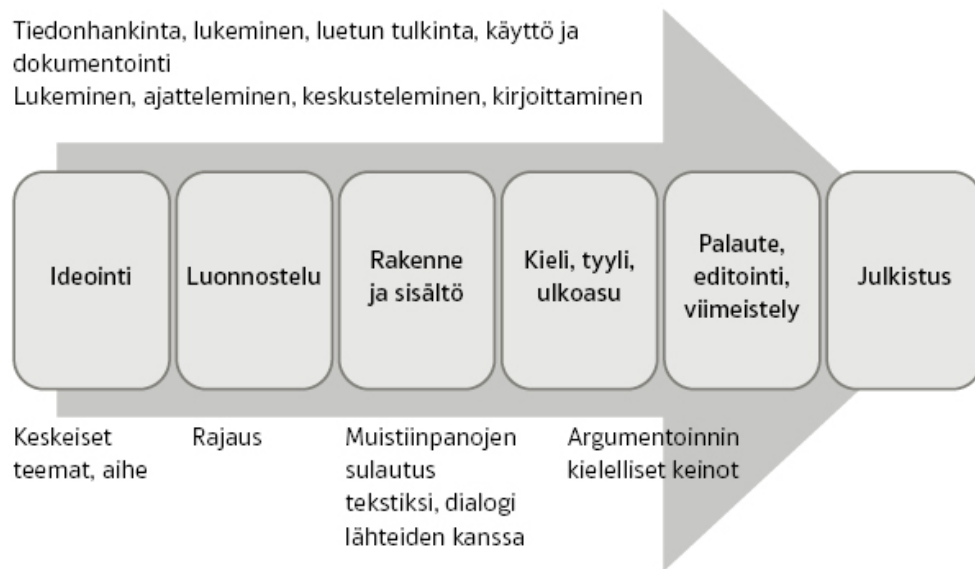 Tiedonhankinta, lukeminen, luetun tulkinta, käyttö ja
dokumentointi
Lukeminen, ajatteleminen, keskusteleminen, kirjoittaminen
Ideointi
Luonnostelu
Rakenne
ja sisältö
Kieli, tyyli,
ulkoasu
Palaute,
editointi,
viimeistely
Julkistus
Keskeiset
teemat, aihe
Rajaus
Muistiinpanojen
sulautus
tekstiksi, dialogi
lähteiden kanssa
Argumentoinnin
kielelliset keinot